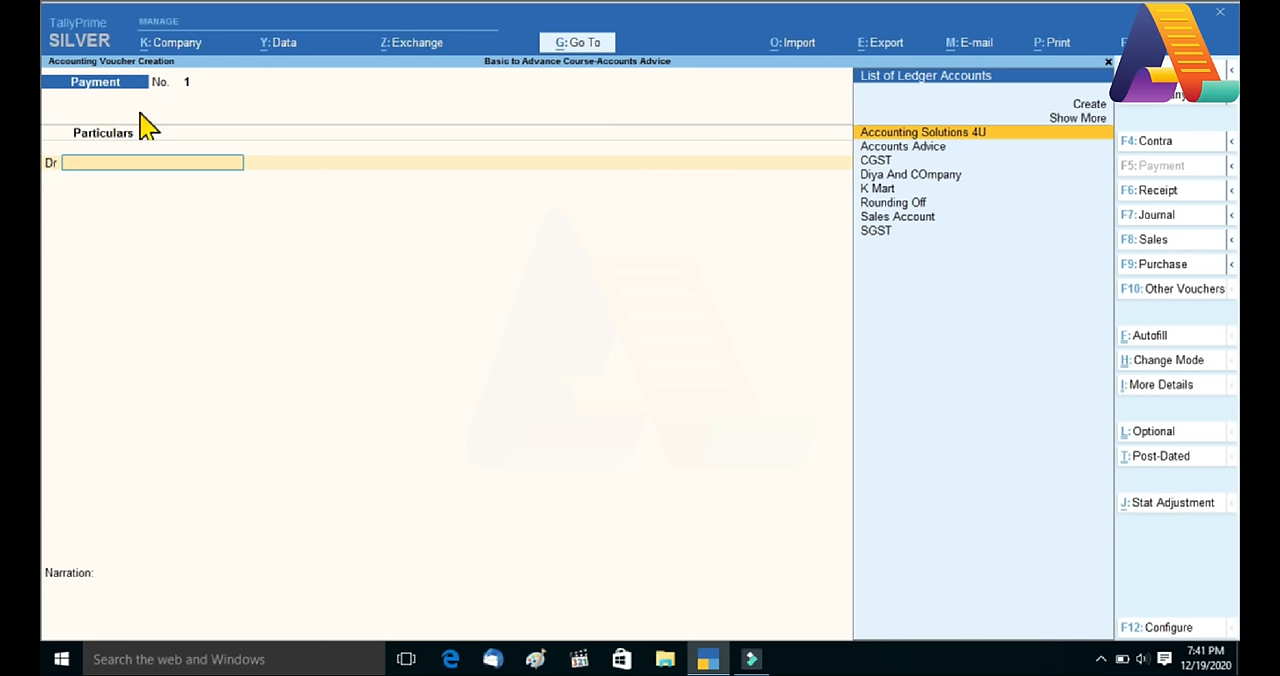 TallyPrime
MANAGE
SILVER
K: Company
Y: Data
Z: Exchange
G: Go To
O: Import
E: Export
M: E-mail
P: Print
Accounting Voucher Creation
Basic to Advance Course-Accounts Advice
Payment No. 1
Particulars
Dr
Narration:
List of Ledger Accounts
Create
Show More
Accounting Solutions 4U
Accounts Advice
CGST
Diya And COmpany
K Mart
Rounding Off
Sales Account
SGST
F4: Contra
F5: Payment
F6: Receipt
F7: Journal
F8: Sales
F9: Purchase
F10: Other Vouchers
F: Autofill
H: Change Mode
I: More Details
L: Optional
T: Post-Dated
J: Stat Adjustment
F12: Configure
Search the web and Windows
7:41 PM
12/19/2020